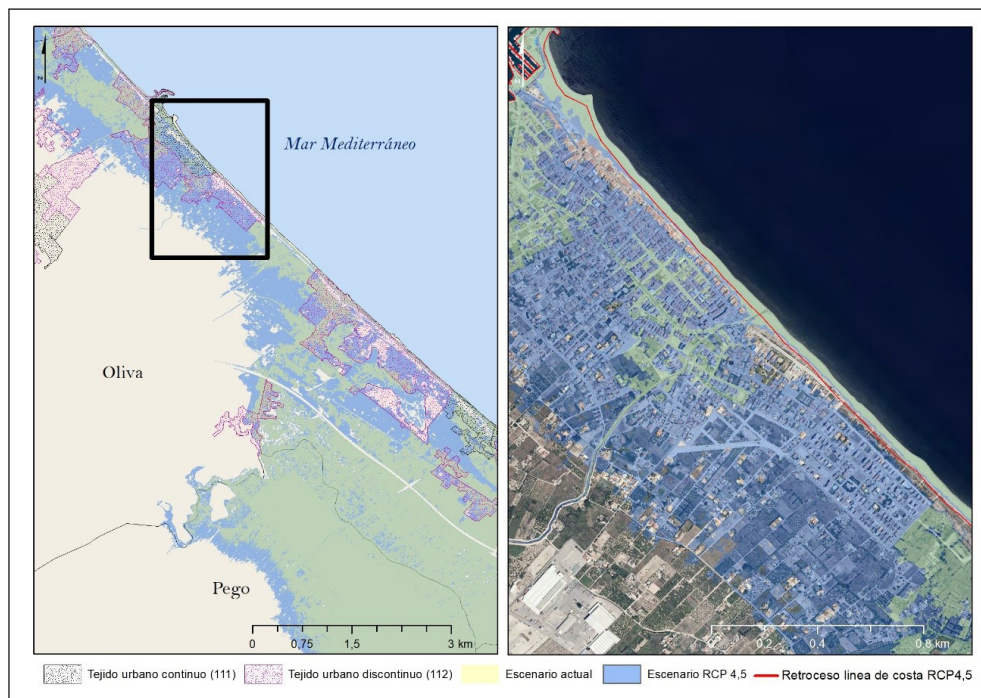 Mar Mediterráneo
Oliva
Pego
0 0,75 1,5 3 km
0 0,2 0,4 0,8 km
Tejido urbano continuo (111)
Tejido urbano discontinuo (112)
Escenario actual
Escenario RCP 4,5
Retroceso linea de costa RCP4,5